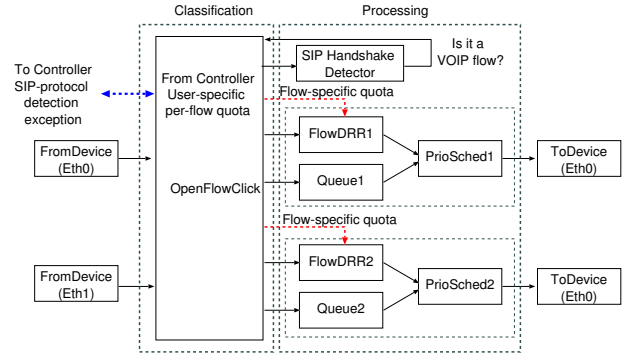 Classification
Processing
Is it a
VOIP flow?
SIP Handshake
Detector
To Controller
SIP-protocol
detection
exception
From Controller
User-specific
per-flow quota
Flow-specific quota
FlowDRR1
FromDevice
(Eth0)
PrioSched1
ToDevice
(Eth0)
Queue1
OpenFlowClick
Flow-specific quota
FlowDRR2
FromDevice
(Eth1)
PrioSched2
ToDevice
(Eth0)
Queue2